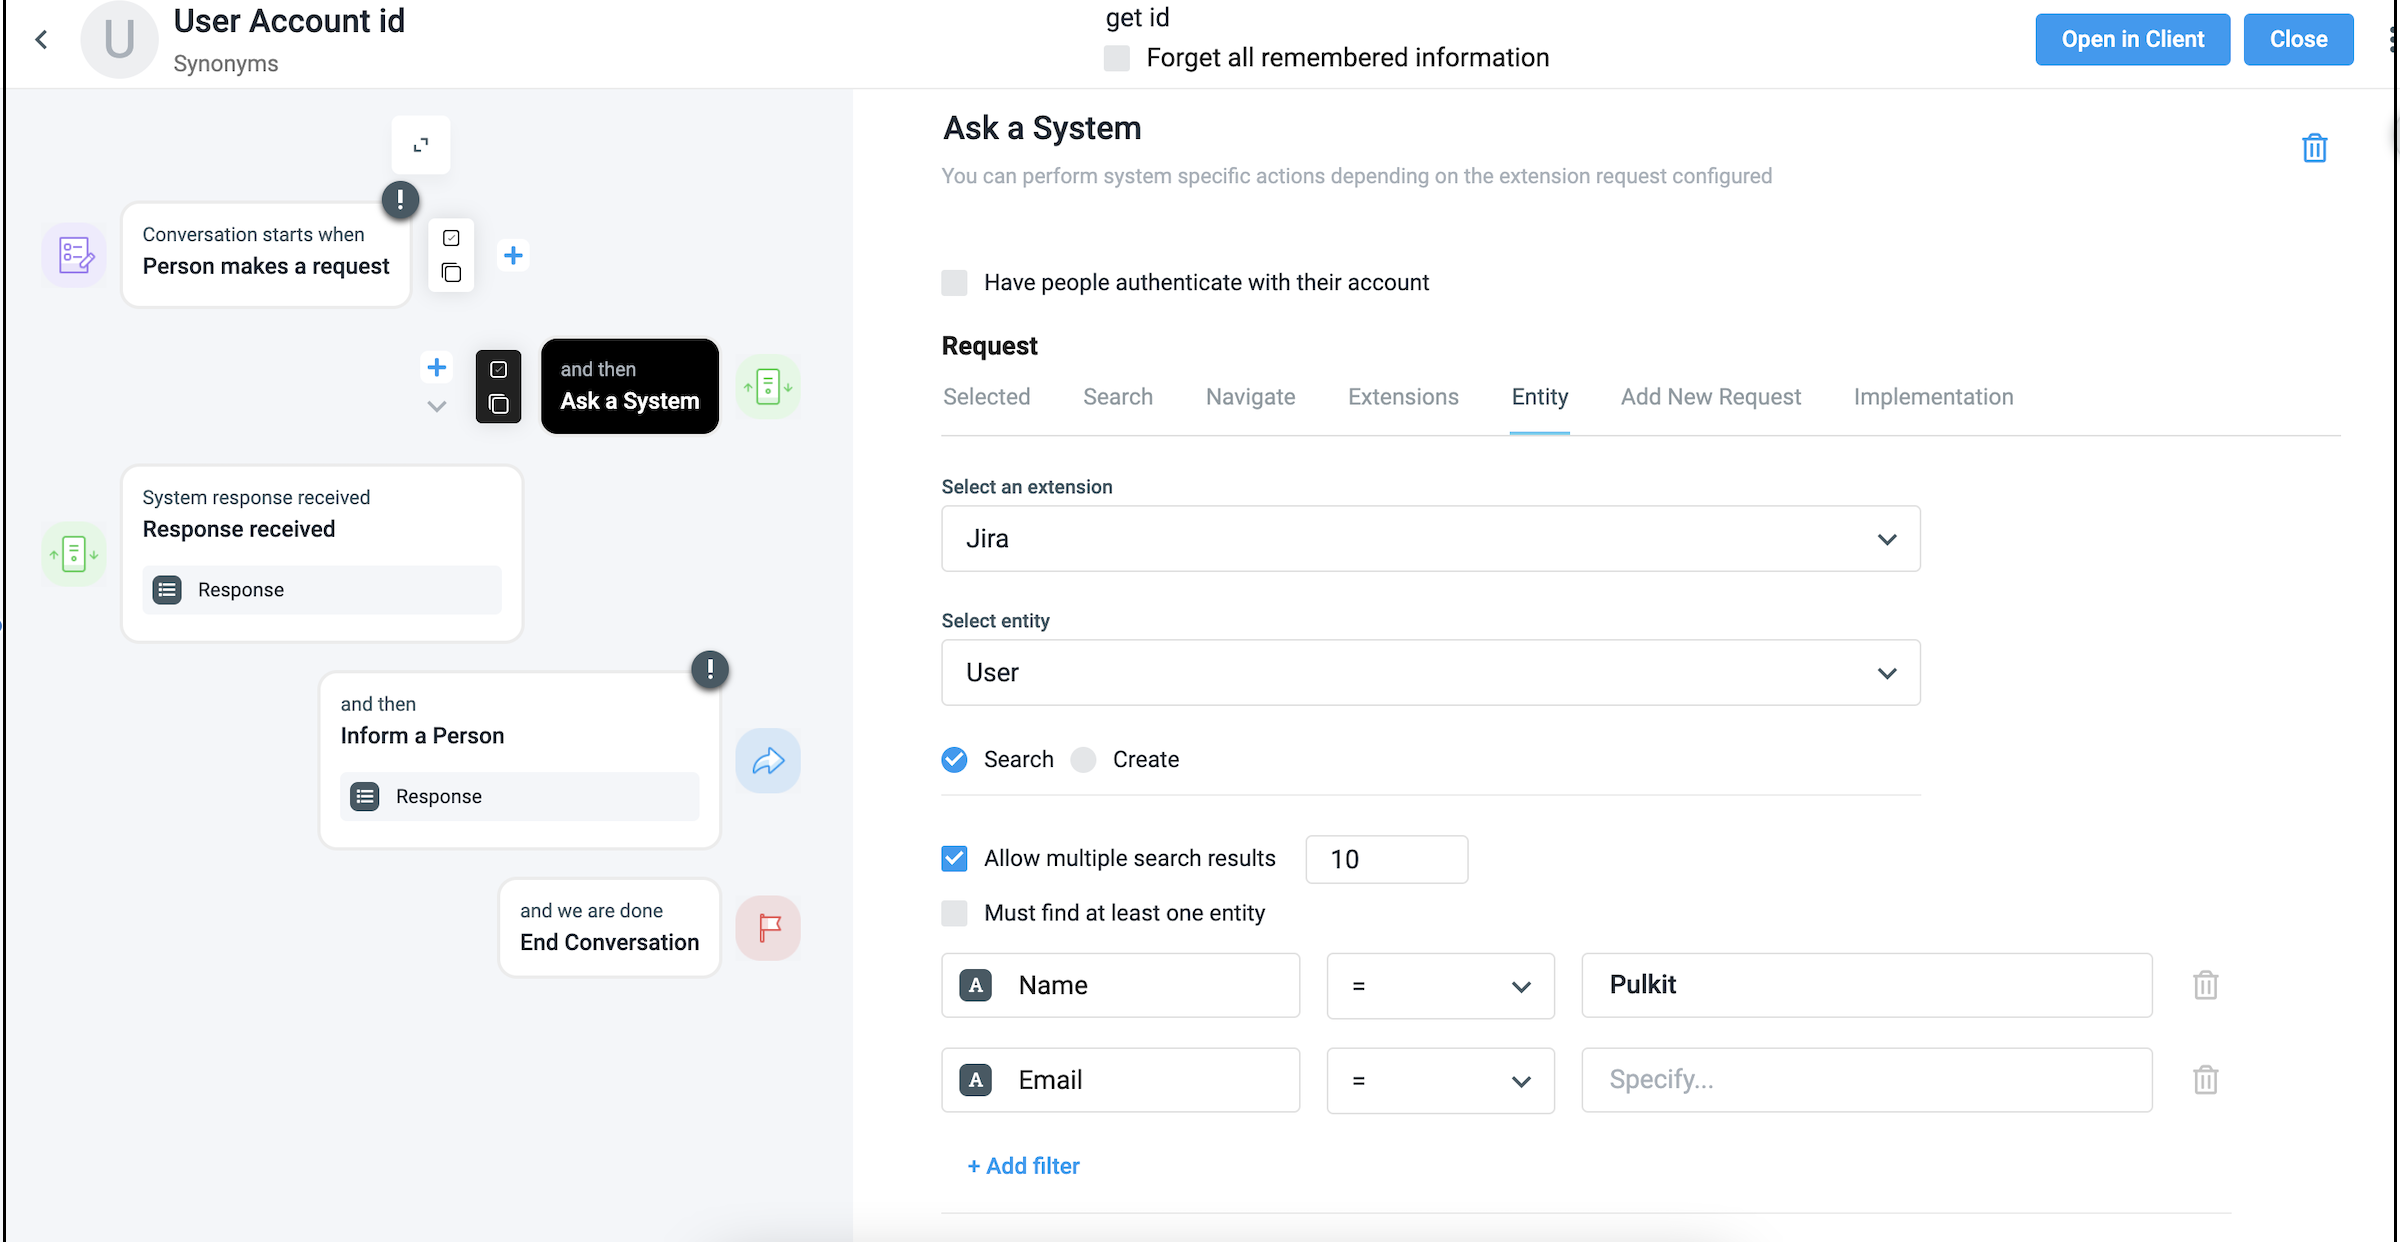 U
User Account id
Synonyms
get id
Forget all remembered information
Open in Client
Close
!
Conversation starts when
Person makes a request
and then
Ask a System
System response received
Response received
Response
!
and then
Inform a Person
Response
and we are done
End Conversation
Ask a System
You can perform system specific actions depending on the extension request configured
Have people authenticate with their account
Request
Selected
Search
Navigate
Extensions
Entity
Add New Request
Implementation
Select an extension
Jira
Select entity
User
Search
Create
Allow multiple search results
10
Must find at least one entity
A
Name
=
Pulkit
A
Email
=
Specify...
+ Add filter